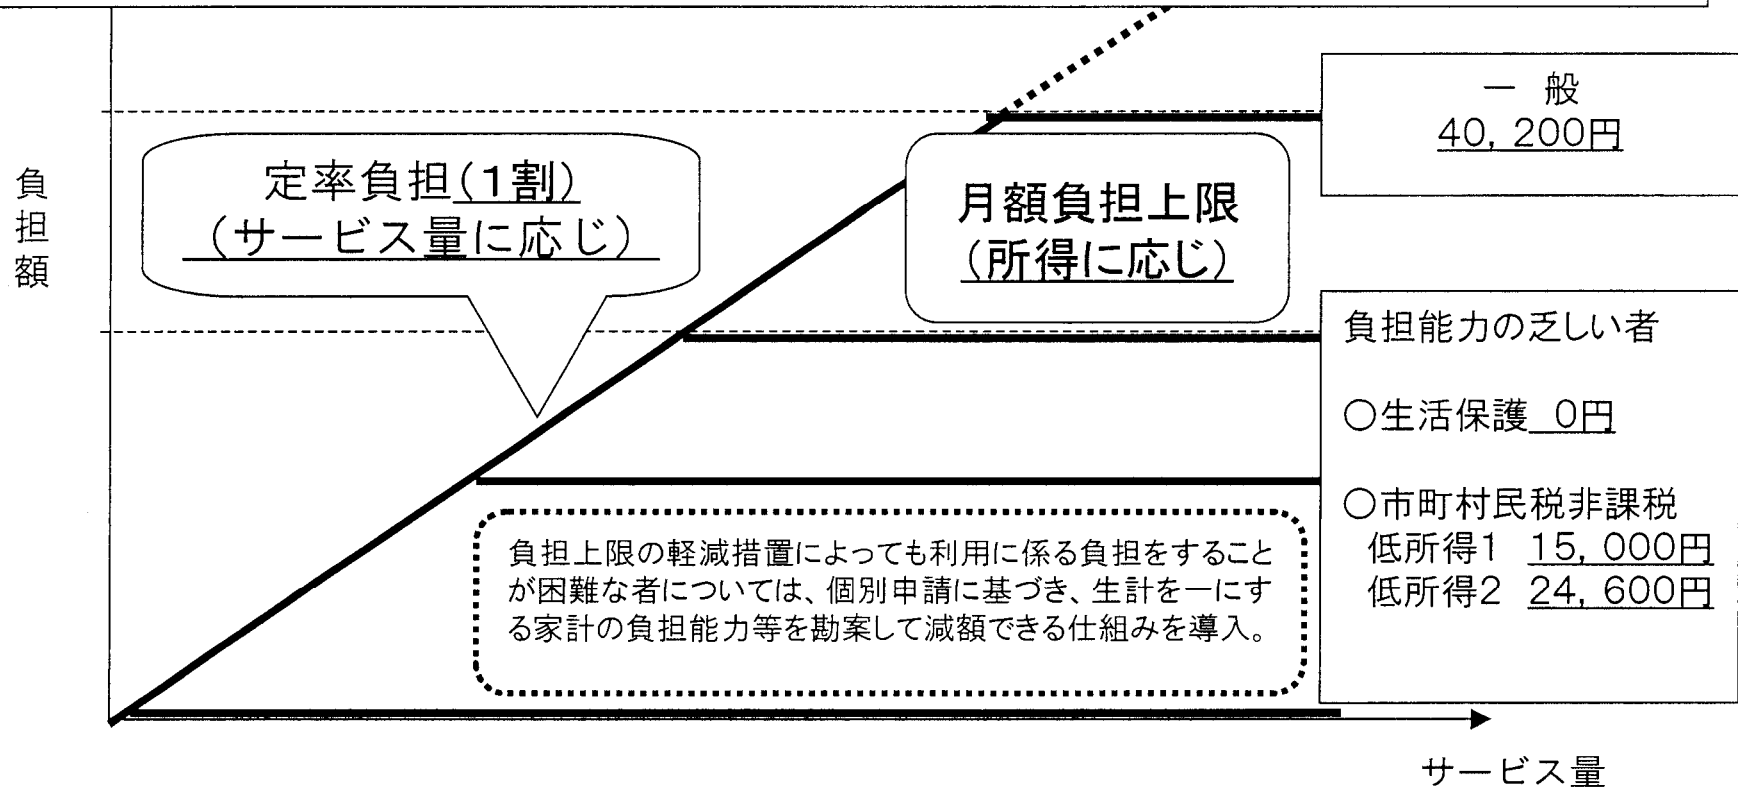 負担額
定率負担(1割)
(サービス量に応じ)
月額負担上限
(所得に応じ)
一 般
40,200円
負担能力の乏しい者
○生活保護 0円
○市町村民税非課税
低所得1 15,000円
低所得2 24,600円
負担上限の軽減措置によっても利用に係る負担をすること
が困難な者については、個別申請に基づき、生計を一にす
る家計の負担能力等を勘案して減額できる仕組みを導入。
サービス量